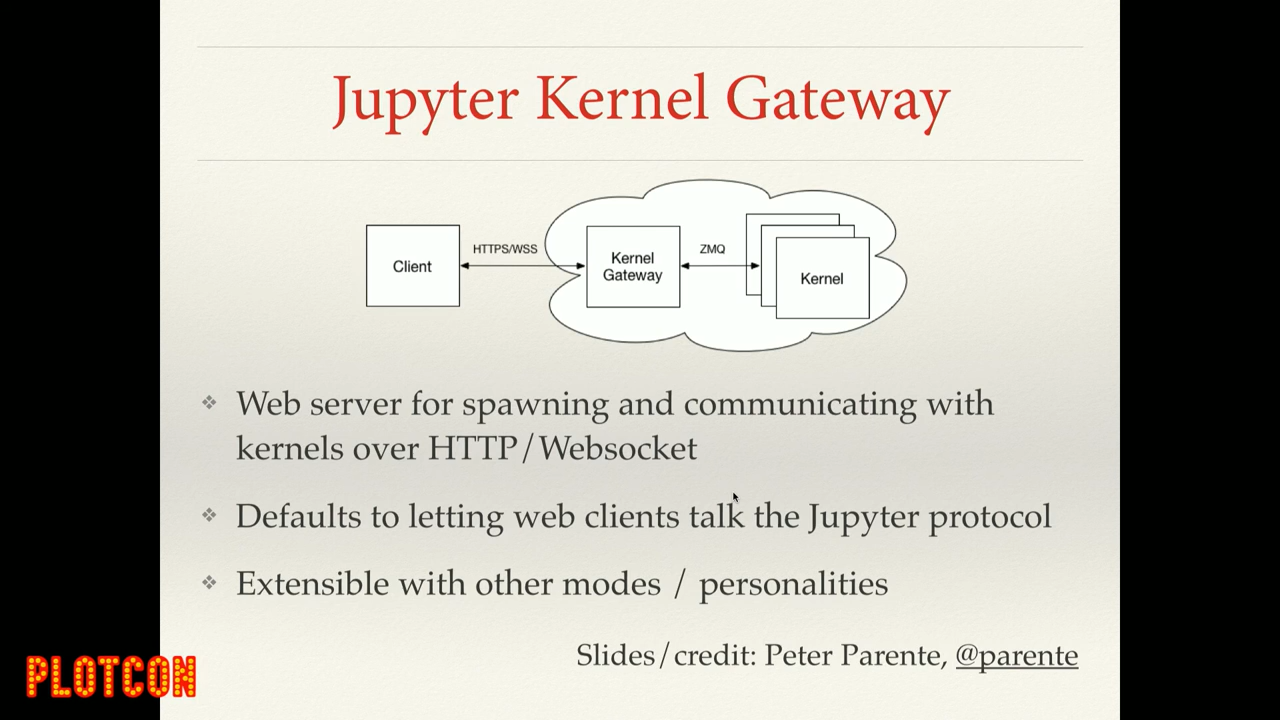 Jupyter Kernel Gateway
Client
HTTPS/WSS
Kernel
Gateway
ZMQ
Kernel
Web server for spawning and communicating with
kernels over HTTP/Websocket
Defaults to letting web clients talk the Jupyter protocol
Extensible with other modes / personalities
Slides/credit: Peter Parente, @parente
PLOTCON